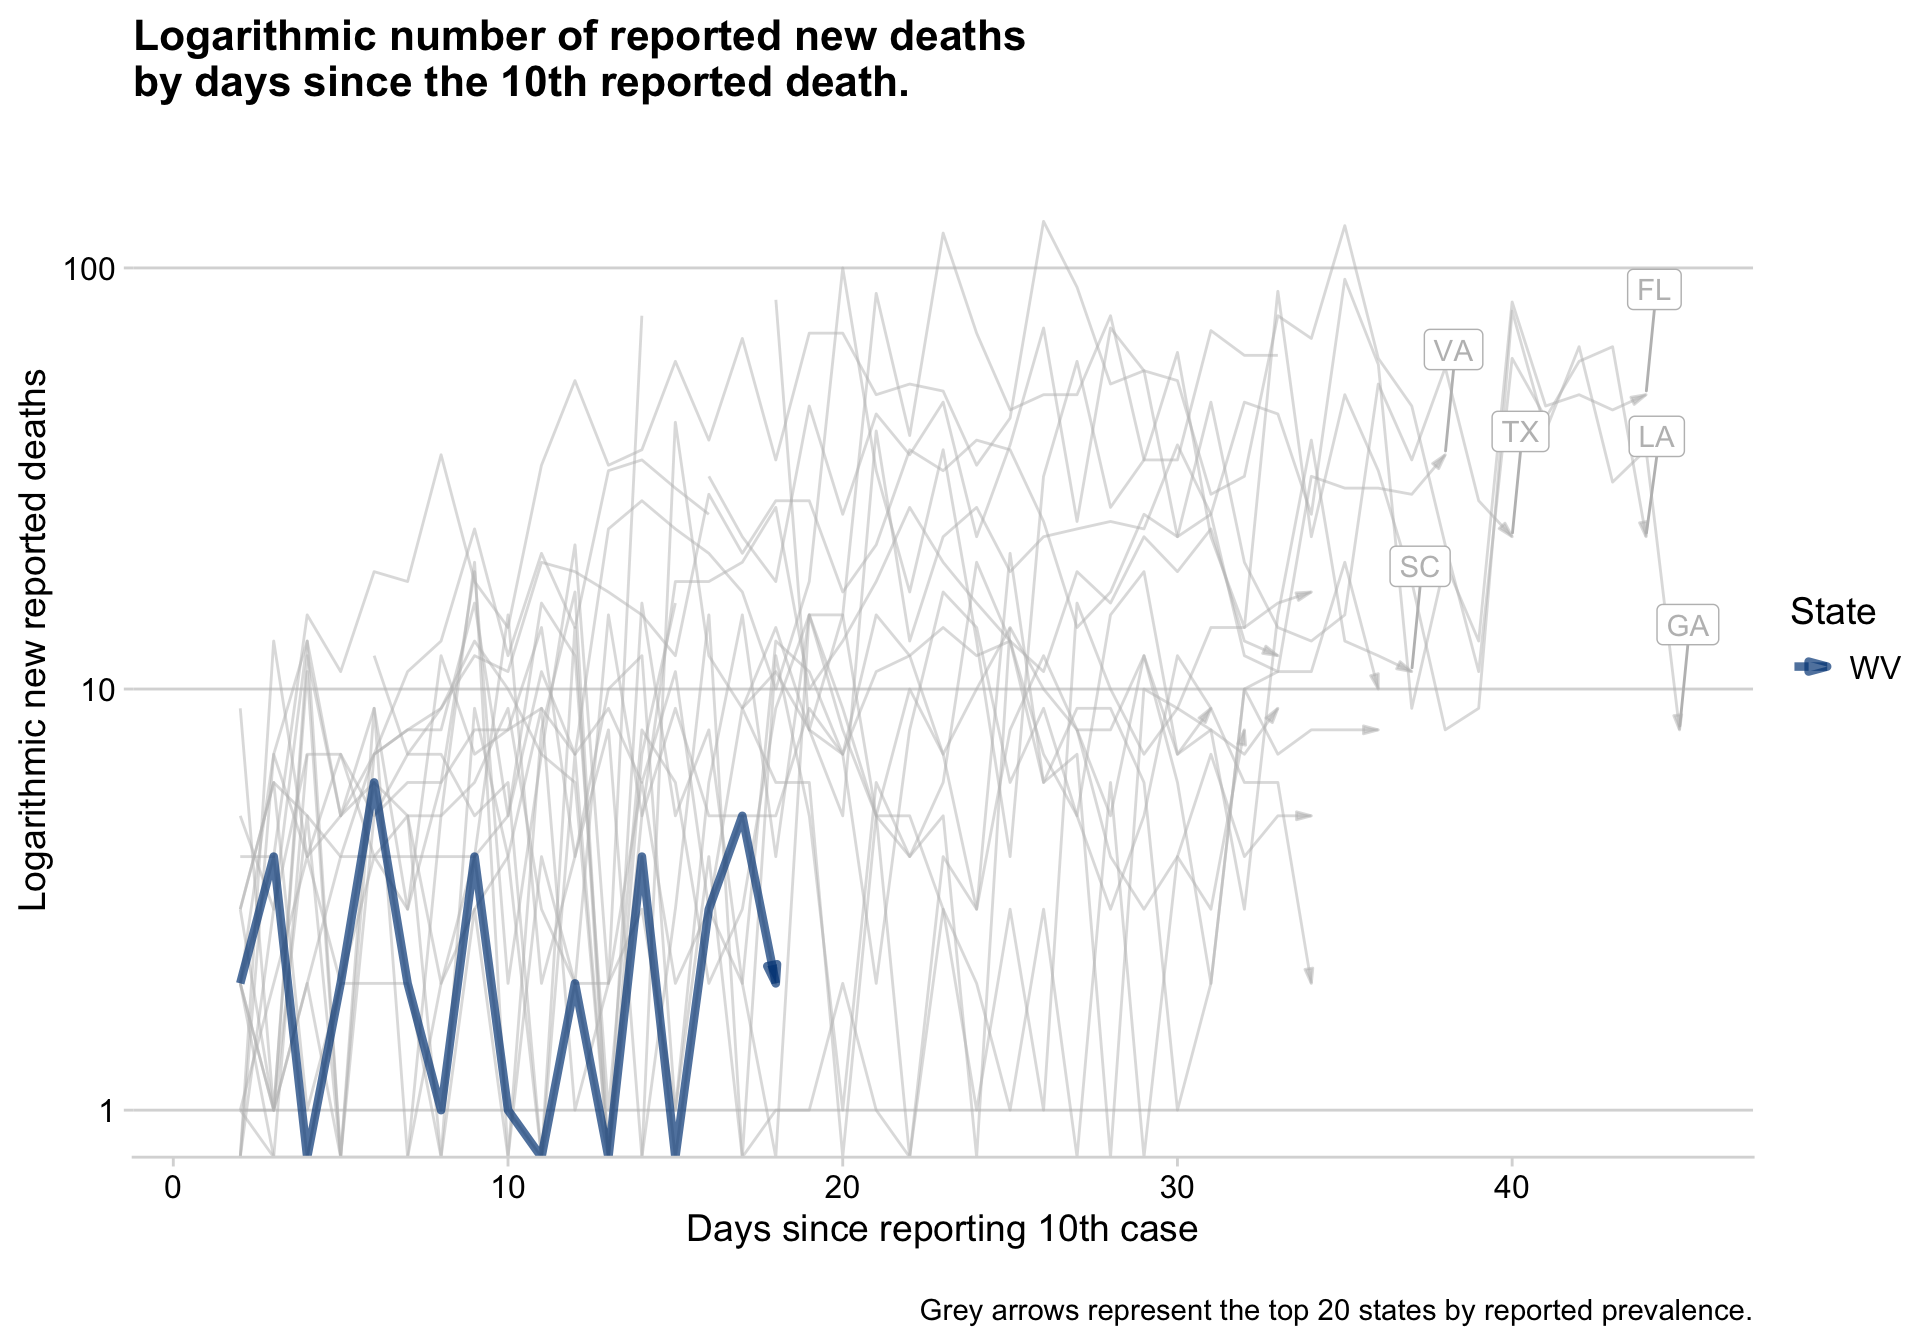 Logarithmic number of reported new deaths
by days since the 10th reported death.
Logarithmic new reported deaths
100
10
1
FL
VA
TX
LA
SC
GA
State
WV
0 10 20 30 40
Days since reporting 10th case
Grey arrows represent the top 20 states by reported prevalence.